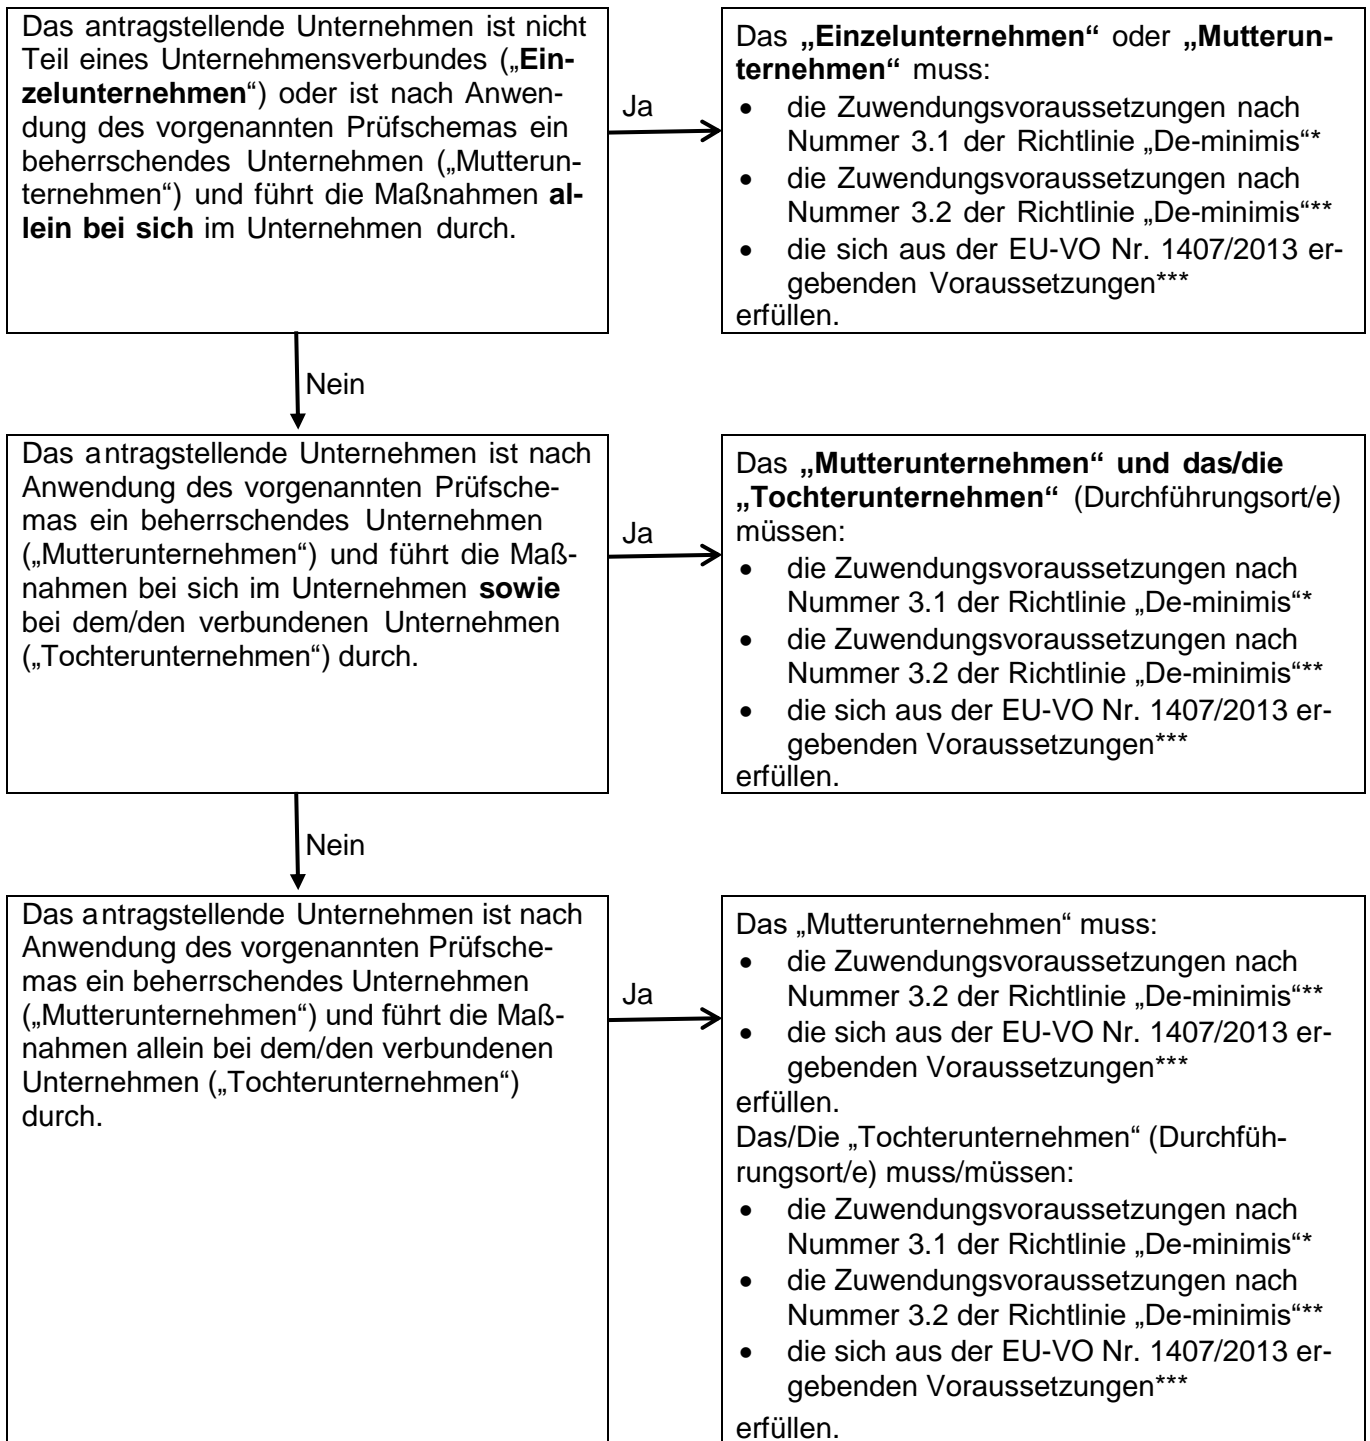 Das antragstellende Unternehmen ist nicht
Teil eines Unternehmensverbundes („Ein-
zelunternehmen“) oder ist nach Anwen-
dung des vorgenannten Prüfschemas ein
beherrschendes Unternehmen („Mutterun-
ternehmen“) und führt die Maßnahmen al-
lein bei sich im Unternehmen durch.
Ja
Das „Einzelunternehmen“ oder „Mutterun-
ternehmen“ muss:
• die Zuwendungsvoraussetzungen nach
Nummer 3.1 der Richtlinie „De-minimis“*
• die Zuwendungsvoraussetzungen nach
Nummer 3.2 der Richtlinie „De-minimis“**
• die sich aus der EU-VO Nr. 1407/2013 er-
gebenden Voraussetzungen***
erfüllen.
Nein
Das antragstellende Unternehmen ist nach
Anwendung des vorgenannten Prüfsche-
mas ein beherrschendes Unternehmen
(„Mutterunternehmen“) und führt die Maß-
nahmen bei sich im Unternehmen sowie
bei dem/den verbundenen Unternehmen
(„Tochterunternehmen“) durch.
Ja
Das „Mutterunternehmen“ und das/die
„Tochterunternehmen“ (Durchführungsort/e)
müssen:
• die Zuwendungsvoraussetzungen nach
Nummer 3.1 der Richtlinie „De-minimis“*
• die Zuwendungsvoraussetzungen nach
Nummer 3.2 der Richtlinie „De-minimis“**
• die sich aus der EU-VO Nr. 1407/2013 er-
gebenden Voraussetzungen***
erfüllen.
Nein
Das antragstellende Unternehmen ist nach
Anwendung des vorgenannten Prüfsche-
mas ein beherrschendes Unternehmen
(„Mutterunternehmen“) und führt die Maß-
nahmen allein bei dem/den verbundenen
Unternehmen („Tochterunternehmen“)
durch.
Ja
Das „Mutterunternehmen“ muss:
• die Zuwendungsvoraussetzungen nach
Nummer 3.2 der Richtlinie „De-minimis“**
• die sich aus der EU-VO Nr. 1407/2013 er-
gebenden Voraussetzungen***
erfüllen.
Das/Die „Tochterunternehmen“ (Durchfüh-
rungsort/e) muss/müssen:
• die Zuwendungsvoraussetzungen nach
Nummer 3.1 der Richtlinie „De-minimis“*
• die Zuwendungsvoraussetzungen nach
Nummer 3.2 der Richtlinie „De-minimis“**
• die sich aus der EU-VO Nr. 1407/2013 er-
gebenden Voraussetzungen***
erfüllen.